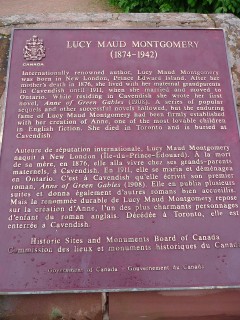 CANADA
LUCY MAUD MONTGOMERY
(1874-1942)
Internationally renowned author, Lucy Maud Montgomery
was born in New London, Prince Edward Island. After her
mother's death in 1876, she lived with her maternal grandparents
in Cavendish until 1911, when she married and moved to
Ontario. While residing in Cavendish she wrote her first
novel, Anne of Green Gables (1908). A series of popular
sequels and other successful novels followed, but the enduring
fame of Lucy Maud Montgomery had been firmly established
with her creation of Anne, one of the most lovable children
in English fiction. She died in Toronto and is buried at
Cavendish.
Auteure de réputation internationale, Lucy Maud Montgomery
naquit à New London (Île-du-Prince-Édouard). À la mort
de sa mère, en 1876, elle alla vivre chez ses grands-parents
maternels, à Cavendish. En 1911, elle se maria et déménagea
en Ontario. C'est à Cavendish qu'elle écrivit son premier
roman, Anne of Green Gables (1908). Elle en publia plusieurs
suites et donna également d'autres romans bien accueillis.
Mais la renommée durable de Lucy Maud Montgomery repose
sur la création d'Anne, l'un des plus charmants personnages
d'enfant du roman anglais. Décédée à Toronto, elle est
enterrée à Cavendish.
Historic Sites and Monuments Board of Canada
Commission des lieux et monuments historiques du Canada
Government of Canada - Gouvernement du Canada